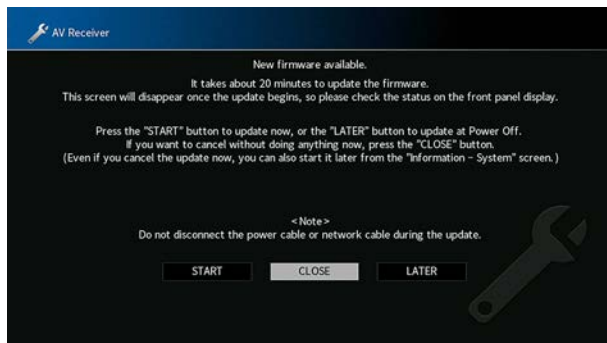 AV Receiver
New firmware available.
It takes about 20 minutes to update the firmware.
This screen will disappear once the update begins, so please check the status on the front panel display.
Press the "START" button to update now, or the "LATER" button to update at Power Off.
If you want to cancel without doing anything now, press the "CLOSE" button.
(Even if you cancel the update now, you can also start it later from the "Information – System" screen.)
<Note>
Do not disconnect the power cable or network cable during the update.
START CLOSE LATER